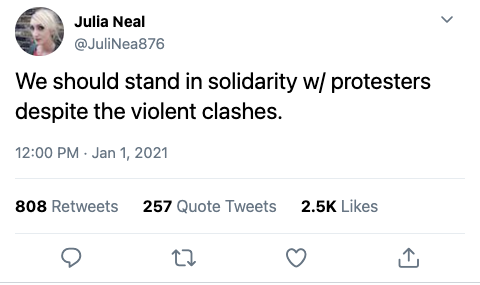 Julia Neal
@JuliNea876
We should stand in solidarity w/ protesters
despite the violent clashes.
12:00 PM · Jan 1, 2021
808 Retweets 257 Quote Tweets 2.5K Likes